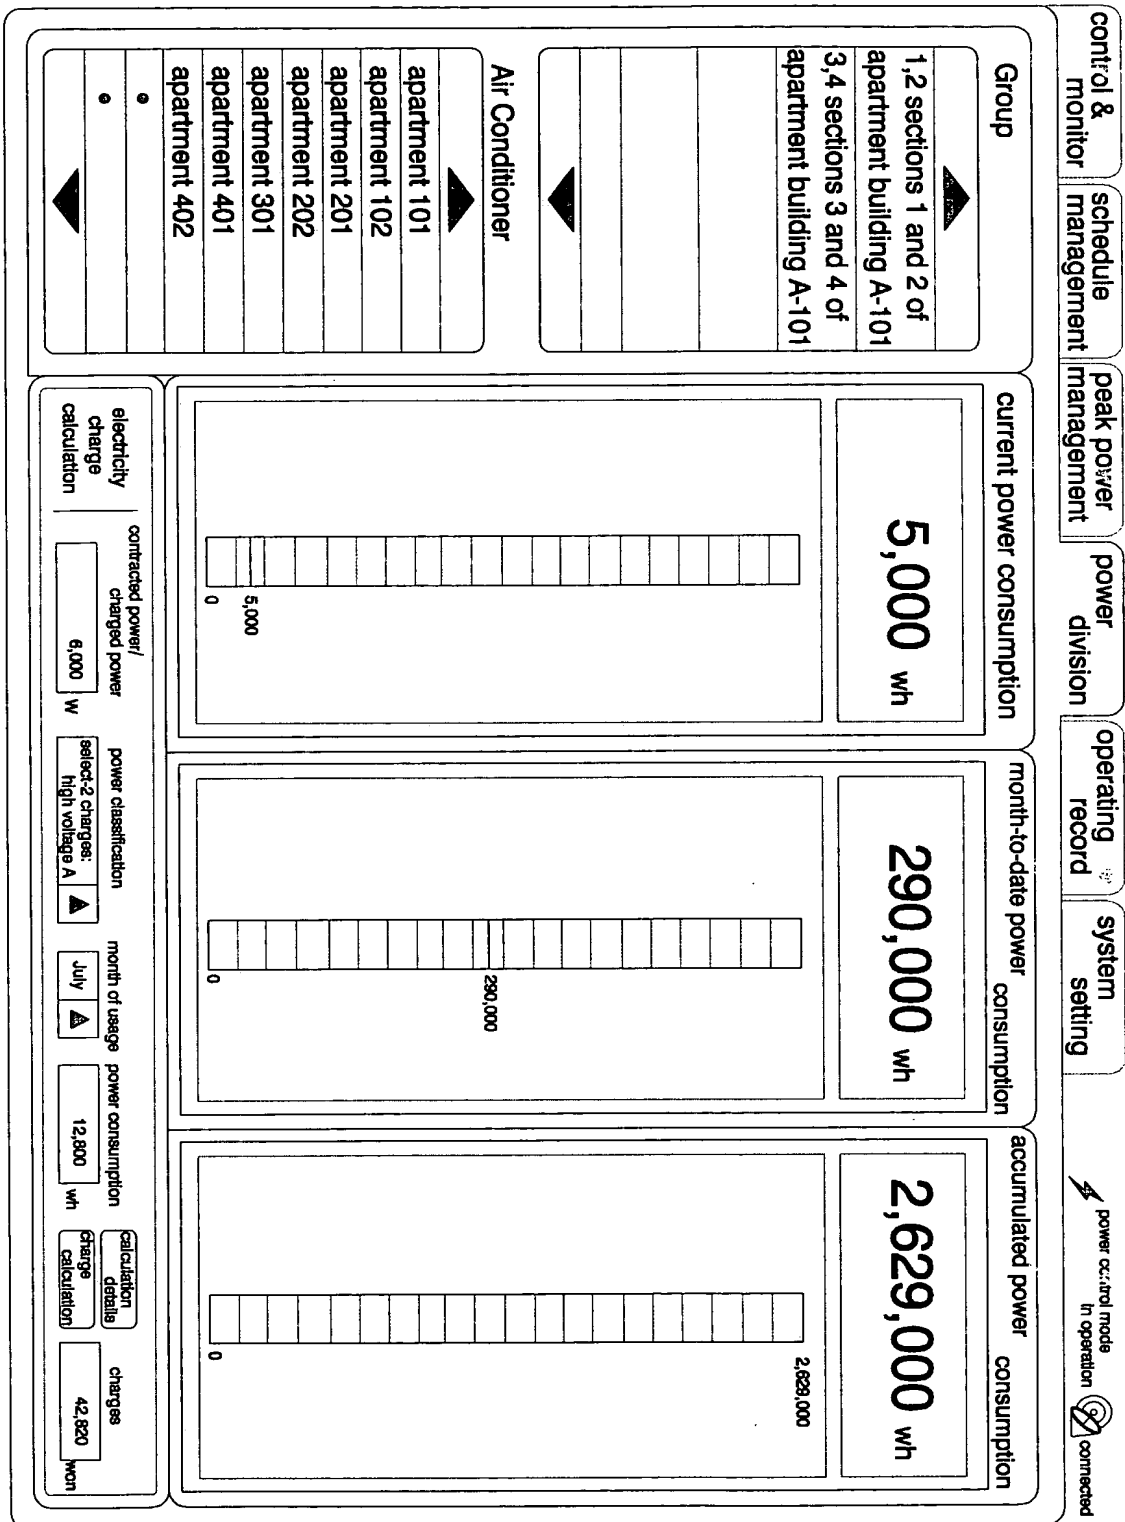 control &
monitor
schedule
management
peak power
management
power
division
operating
record
system
setting
power control mode
in operation
connected
Group
1,2 sections 1 and 2 of
apartment building A-101
3,4 sections 3 and 4 of
apartment building A-101
Air Conditioner
apartment 101
apartment 102
apartment 201
apartment 202
apartment 301
apartment 401
apartment 402
current power consumption
5,000 wh
5,000
0
month-to-date power
consumption
290,000 wh
290,000
0
accumulated power
consumption
2,629,000 wh
2,629,000
0
electricity
charge
calculation
contracted power/
charged power
6,000 W
power classification
select-2 charges:
high voltage A
month of usage
July
power consumption
12,800 wh
calculation
details
charge
calculation
charges
42,820 won